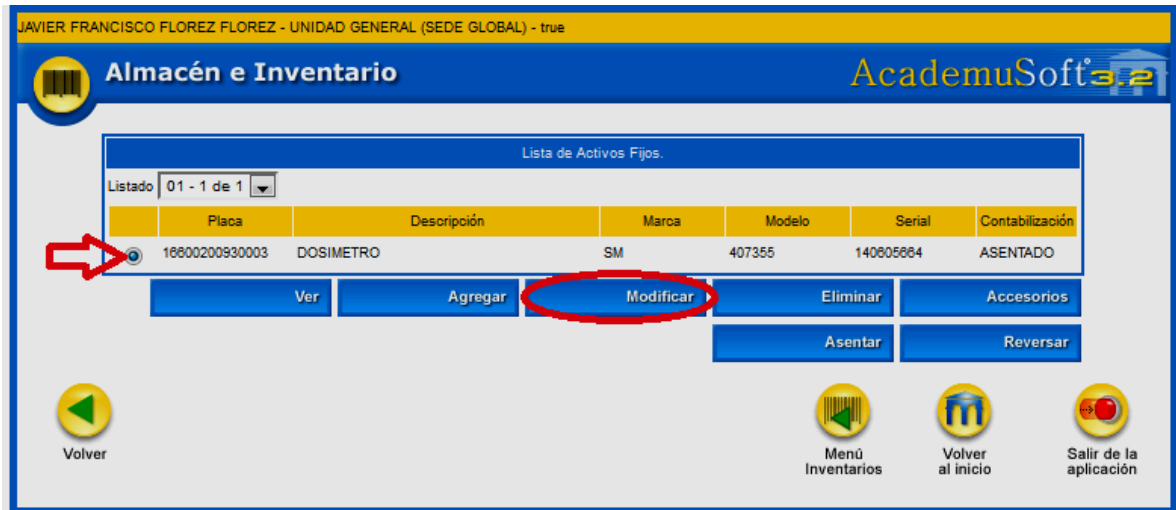 JAVIER FRANCISCO FLOREZ FLOREZ - UNIDAD GENERAL (SEDE GLOBAL) - true
Almacén e Inventario
AcademuSoft 3.2
Lista de Activos Fijos.
Listado 01 - 1 de 1
Placa Descripción Marca Modelo Serial Contabilización
16600200930003 DOSIMETRO SM 407355 140605664 ASENTADO
Ver Agregar Modificar Eliminar Accesorios
Asentar Reversar
Volver
Menú Inventarios
Volver al inicio
Salir de la aplicación